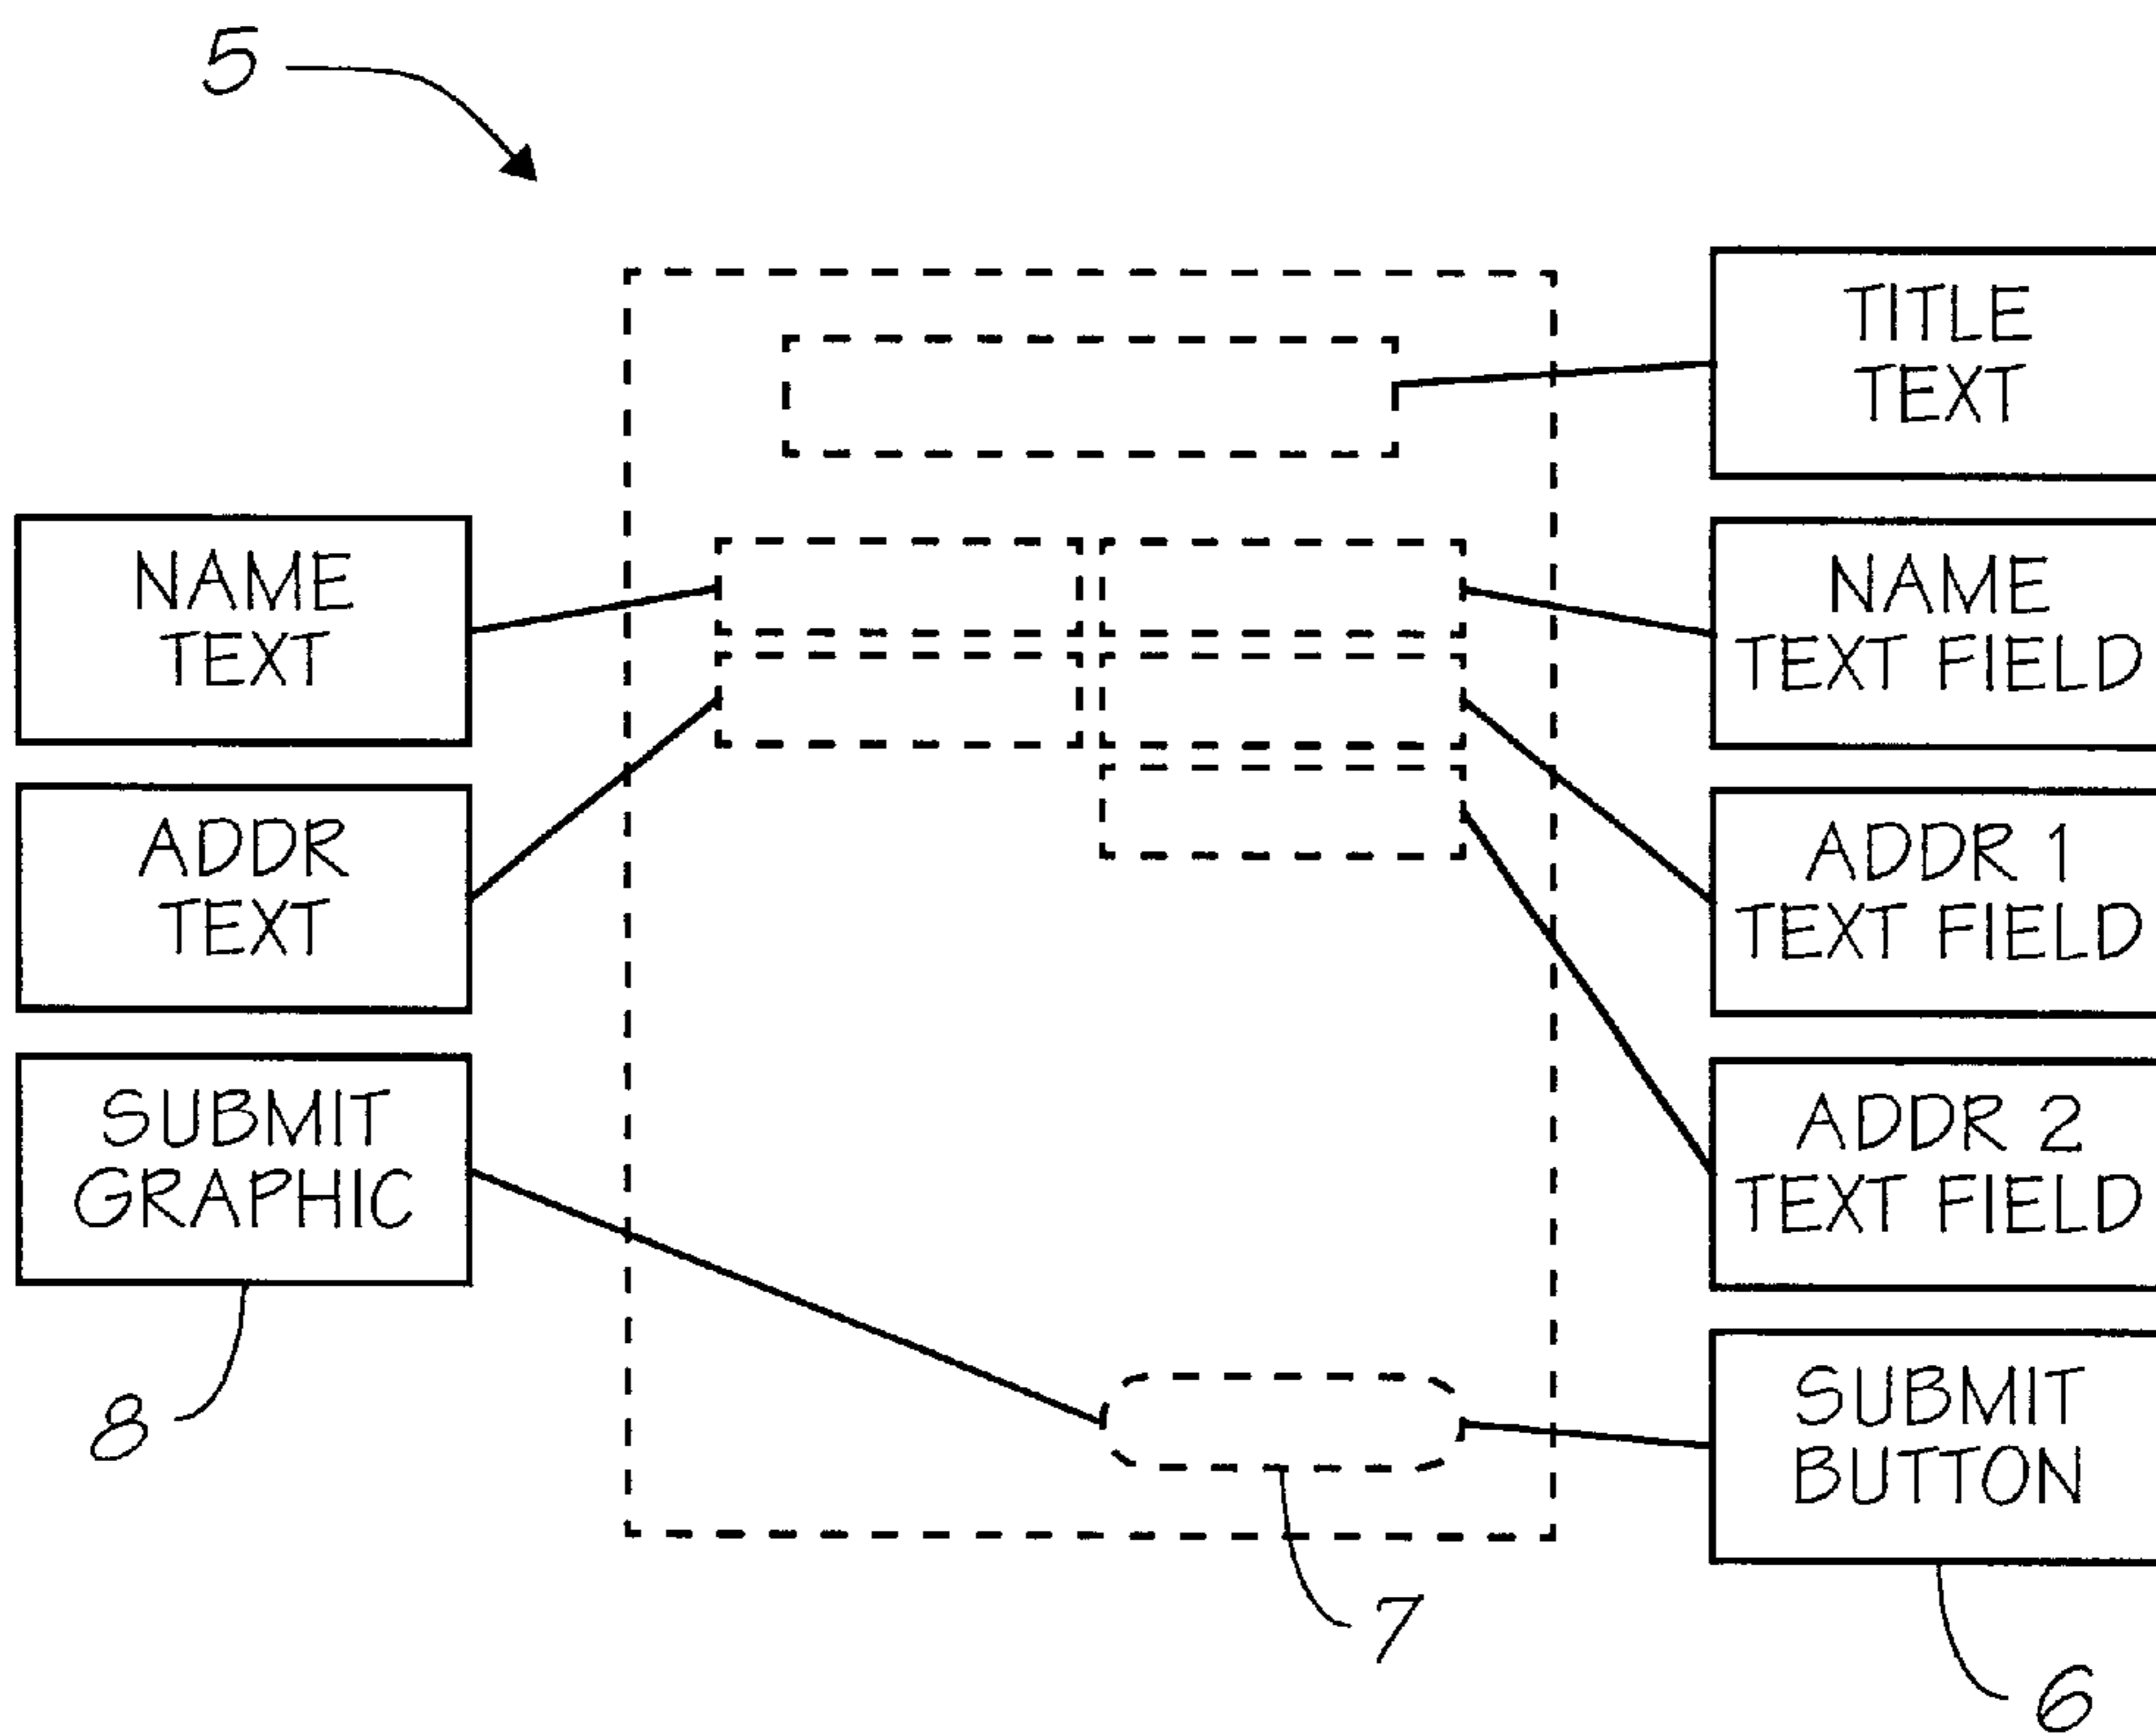 5
TITLE
TEXT
NAME
TEXT
NAME
TEXT FIELD
ADDR
TEXT
ADDR 1
TEXT FIELD
SUBMIT
GRAPHIC
ADDR 2
TEXT FIELD
8
SUBMIT
BUTTON
7
6